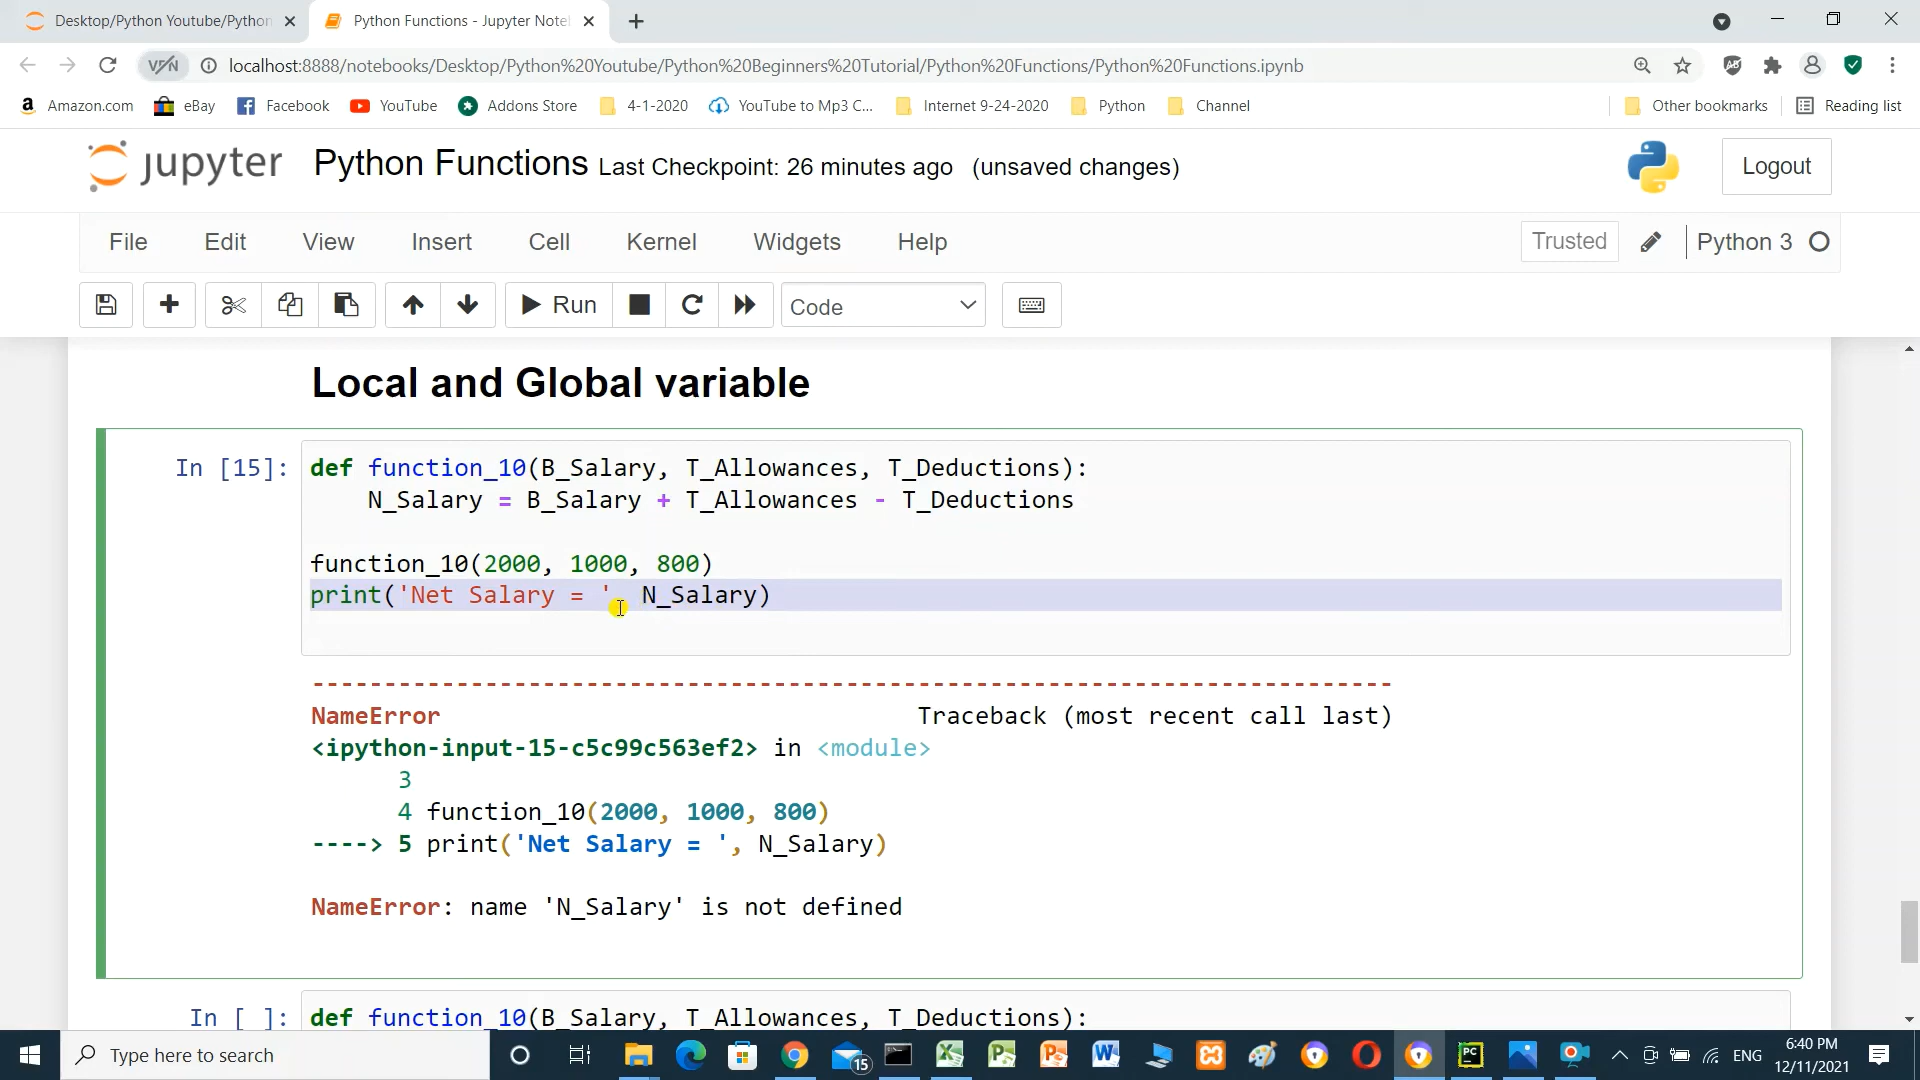 Desktop/Python Youtube/Python
Python Functions - Jupyter Note
VPN
localhost:8888/notebooks/Desktop/Python%20Youtube/Python%20Beginners%20Tutorial/Python%20Functions/Python%20Functions.ipynb
Amazon.com eBay Facebook YouTube Addons Store 4-1-2020 YouTube to Mp3 C... Internet 9-24-2020 Python Channel Other bookmarks Reading list
jupyter Python Functions Last Checkpoint: 26 minutes ago (unsaved changes) Logout
File Edit View Insert Cell Kernel Widgets Help Trusted Python 3
Run Code
Local and Global variable
In [15]: def function_10(B_Salary, T_Allowances, T_Deductions):
N_Salary = B_Salary + T_Allowances - T_Deductions
function_10(2000, 1000, 800)
print('Net Salary = ' N_Salary)
---------------------------------------------------------------------------
NameError Traceback (most recent call last)
<ipython-input-15-c5c99c563ef2> in <module>
3
4 function_10(2000, 1000, 800)
----> 5 print('Net Salary = ', N_Salary)
NameError: name 'N_Salary' is not defined
In [ ]: def function_10(B_Salary, T_Allowances, T_Deductions):
Type here to search
15
PC
ENG
6:40 PM
12/11/2021